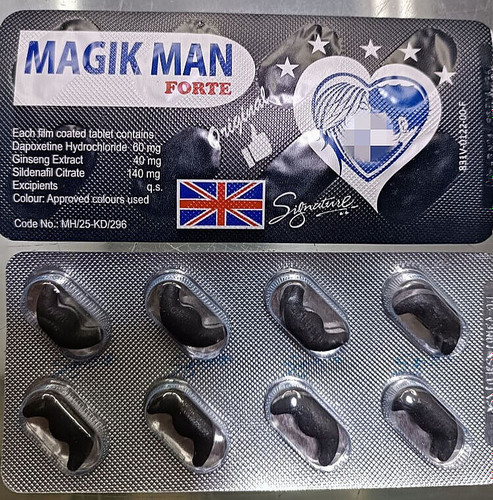 MAGIK MAN
FORTE
Original
Each film coated tablet contains
Dapoxetine Hydrochloride 60 mg
Ginseng Extract 40 mg
Sildenafil Citrate 140 mg
Excipients q.s.
Colour: Approved colours used
Code No.: MH/25-KD/296
Signature